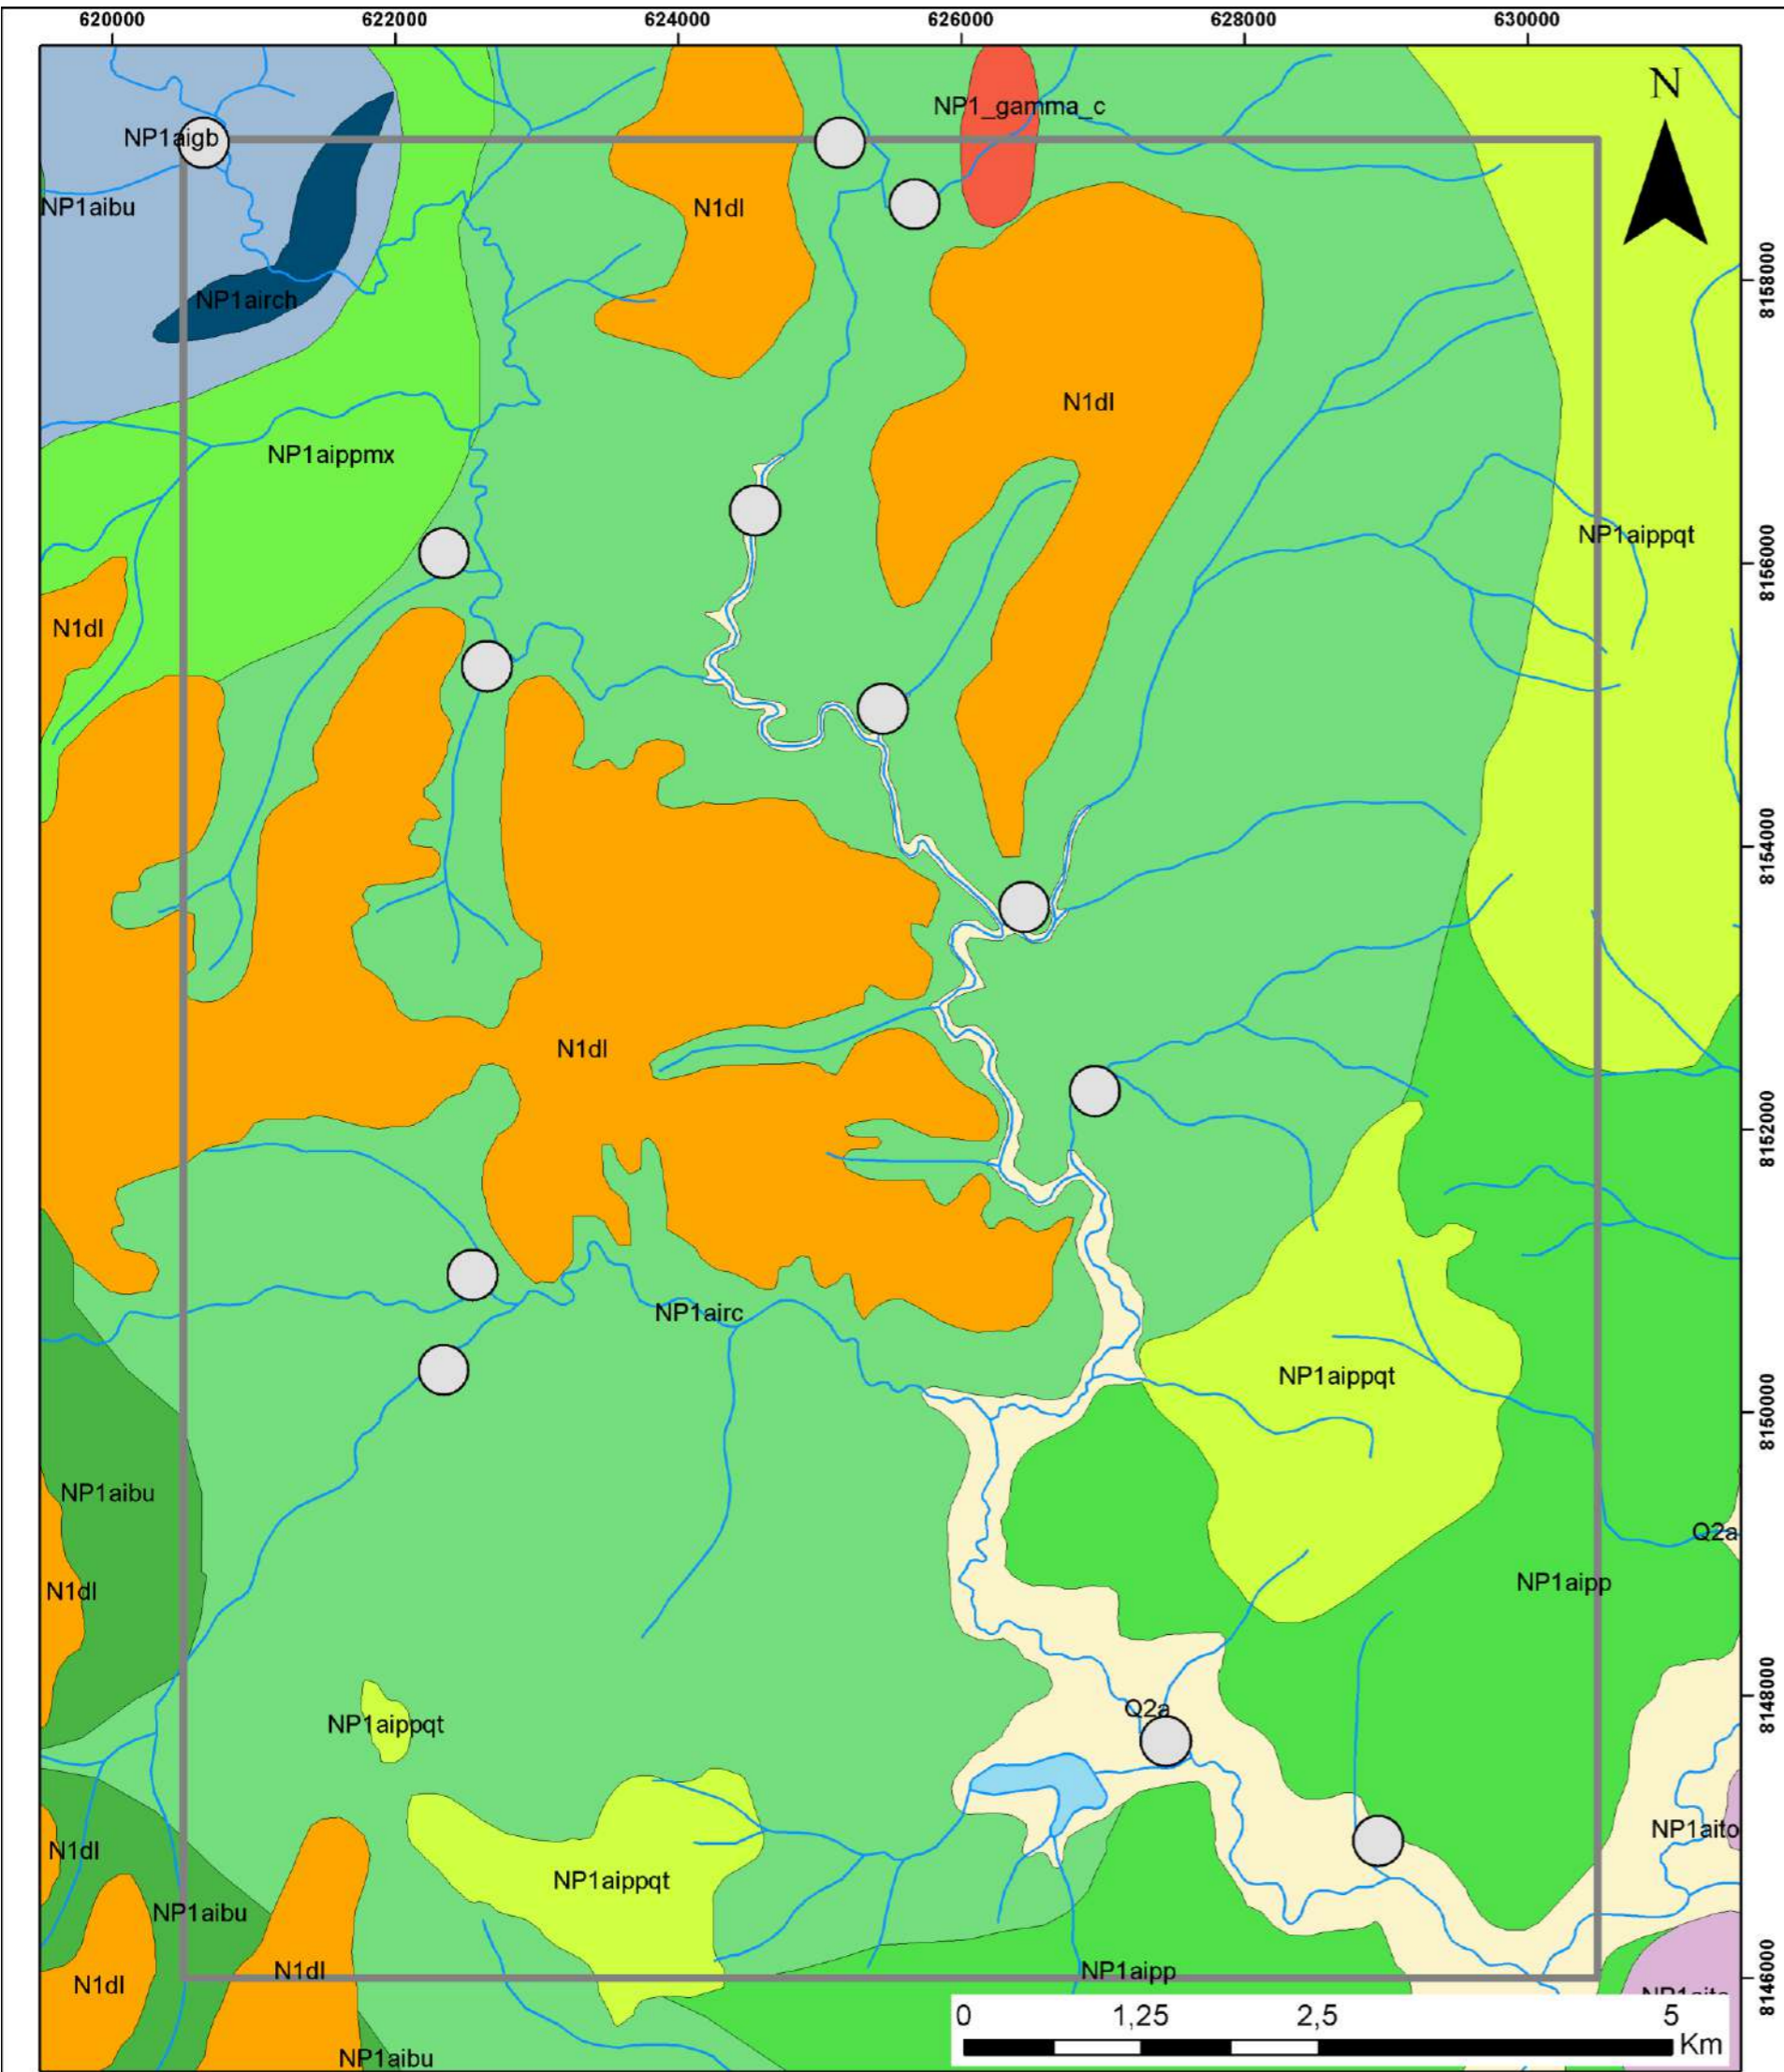 620000 622000 624000 626000 628000 630000
N
NP1_gamma_c
NP1aigb
NP1aibu
N1dl
8158000
NP1airch
N1dl
NP1aippmx
NP1aippqt
8156000
N1dl
8154000
N1dl
8152000
NP1airc
NP1aippqt
8150000
NP1aibu
Q2a
NP1aipp
N1dl
8148000
Q2a
NP1aippqt
NP1aito
N1dl
NP1aippqt
NP1aibu
N1dl
NP1aipp
N1dl
8146000
0 1,25 2,5 5
Km
NP1aibu